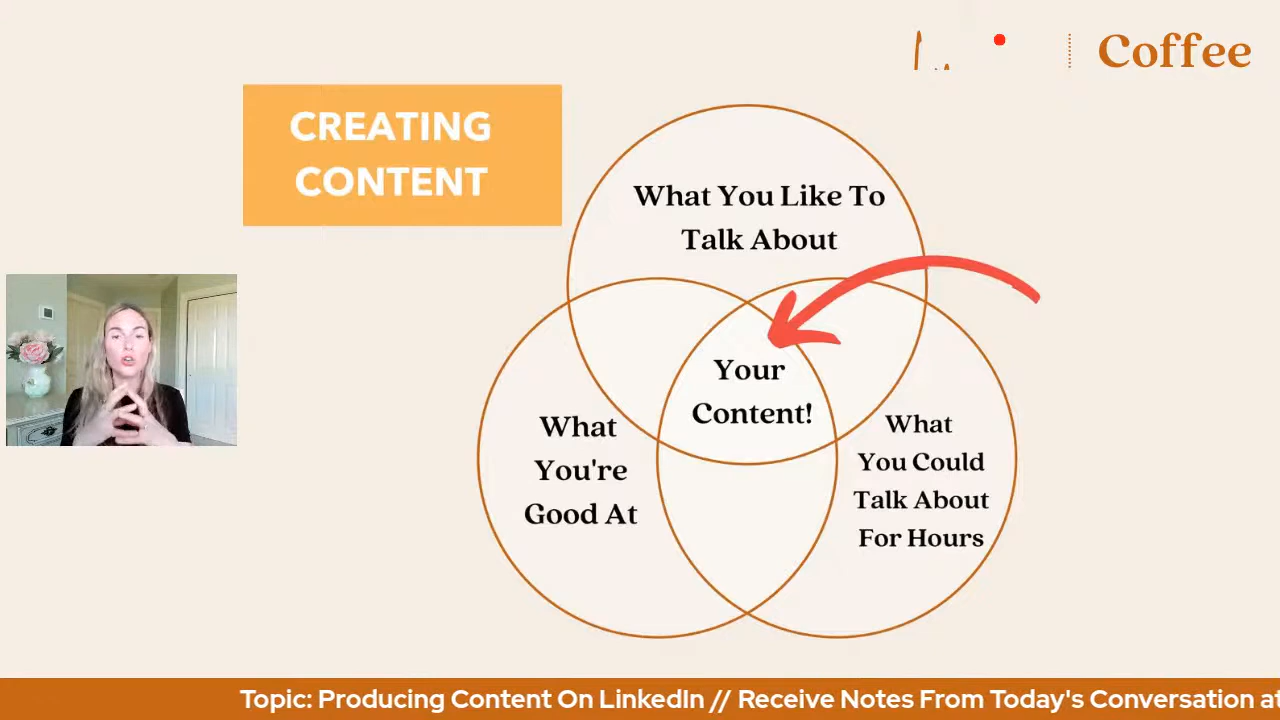 Coffee
CREATING
CONTENT
What You Like To
Talk About
Your
Content!
What
You're
Good At
What
You Could
Talk About
For Hours
Topic: Producing Content On LinkedIn // Receive Notes From Today's Conversation at